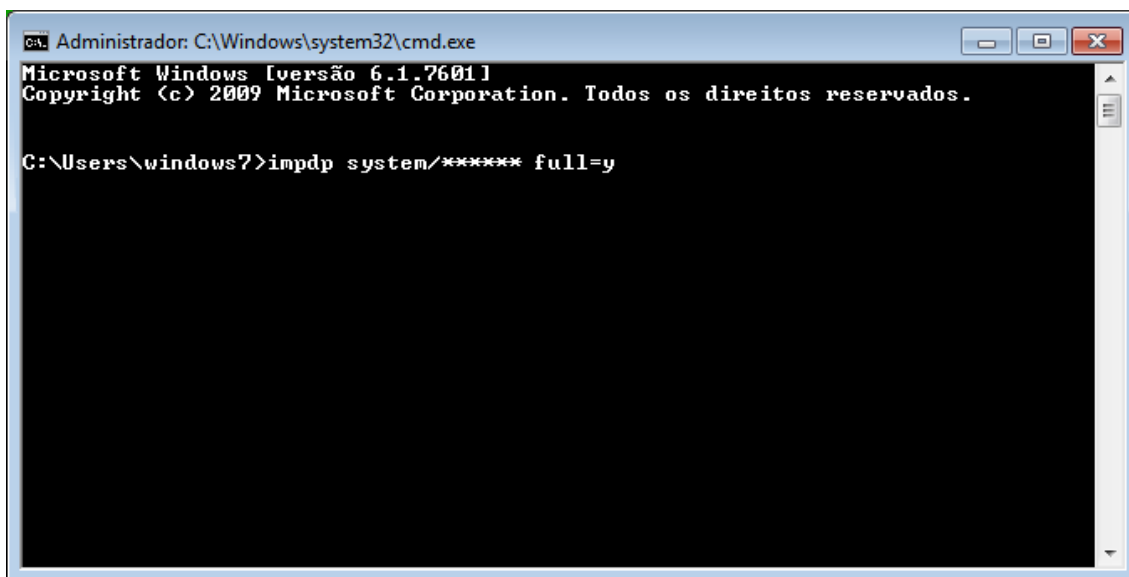 Administrador: C:\Windows\system32\cmd.exe
Microsoft Windows [versão 6.1.7601]
Copyright (c) 2009 Microsoft Corporation. Todos os direitos reservados.
C:\Users\windows7>impdp system/****** full=y